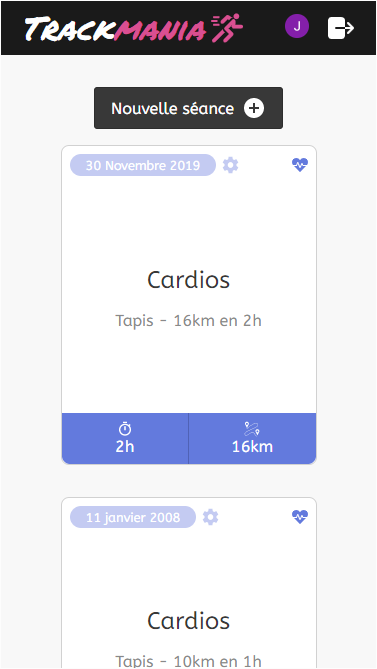 TRACKMANIA
J
Nouvelle séance
30 Novembre 2019
Cardios
Tapis - 16km en 2h
2h
16km
11 janvier 2008
Cardios
Tapis - 10km en 1h